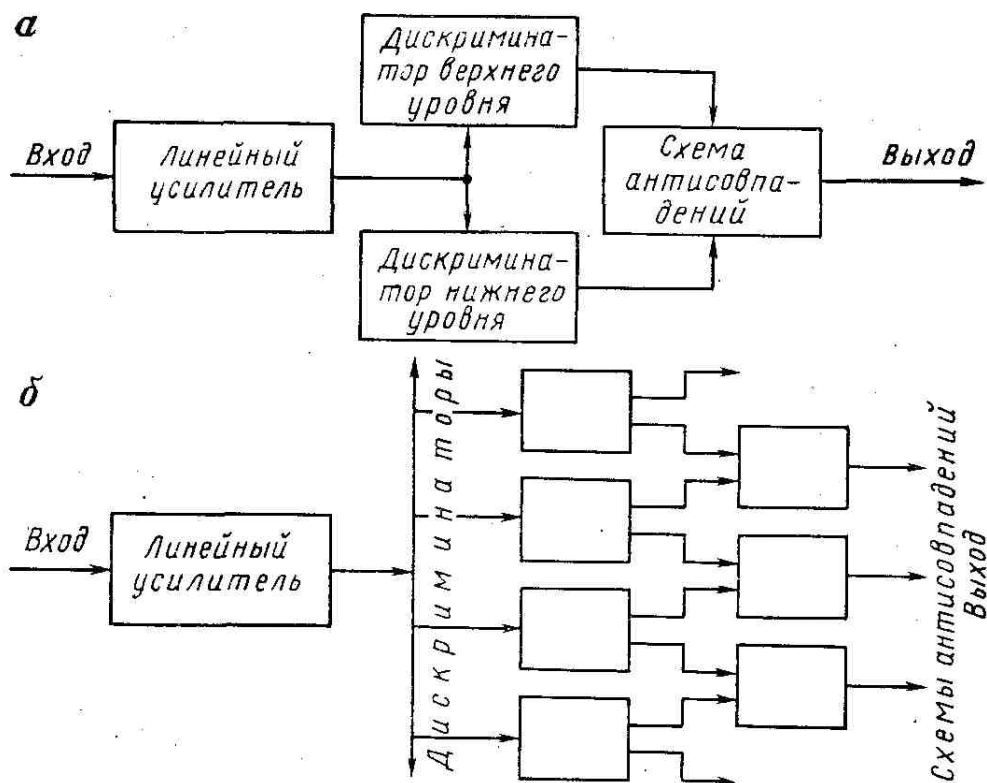 а
Дискримина-
тор верхнего
уровня
Вход
Линейный
усилитель
Схема
антисовпа-
дений
Выход
Дискримина-
тор нижнего
уровня
б
Дискриминаторы
Вход
Линейный
усилитель
Схемы антисовпадений
Выход